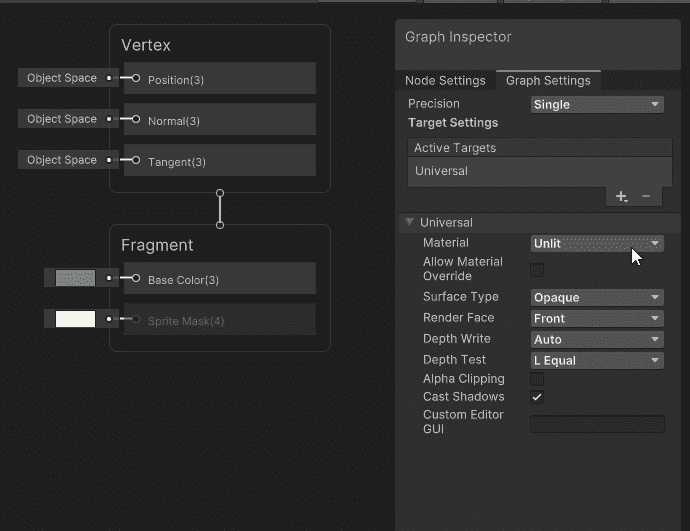 Vertex
Object Space Position(3)
Object Space Normal(3)
Object Space Tangent(3)
Fragment
Base Color(3)
Sprite Mask(4)
Graph Inspector
Node Settings Graph Settings
Precision Single
Target Settings
Active Targets
Universal
+ −
Universal
Material Unlit
Allow Material
Override
Surface Type Opaque
Render Face Front
Depth Write Auto
Depth Test L Equal
Alpha Clipping
Cast Shadows
Custom Editor
GUI